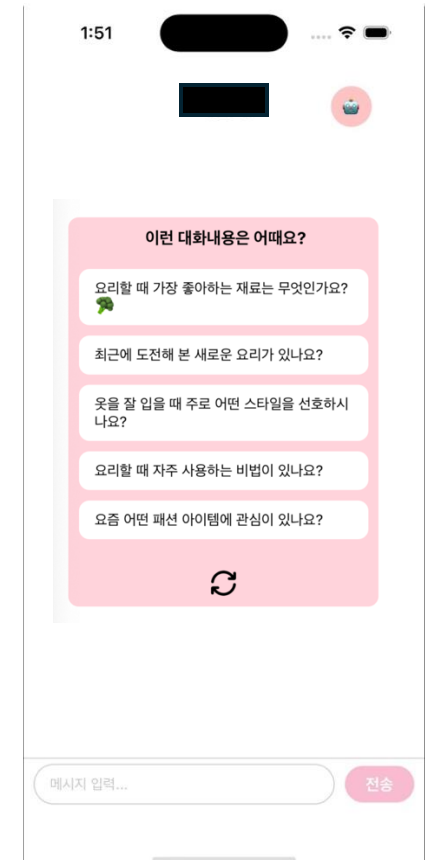 1:51
이런 대화내용은 어때요?
요리할 때 가장 좋아하는 재료는 무엇인가요?
🥦
최근에 도전해 본 새로운 요리가 있나요?
옷을 잘 입을 때 주로 어떤 스타일을 선호하시
나요?
요리할 때 자주 사용하는 비법이 있나요?
요즘 어떤 패션 아이템에 관심이 있나요?
메시지 입력...
전송